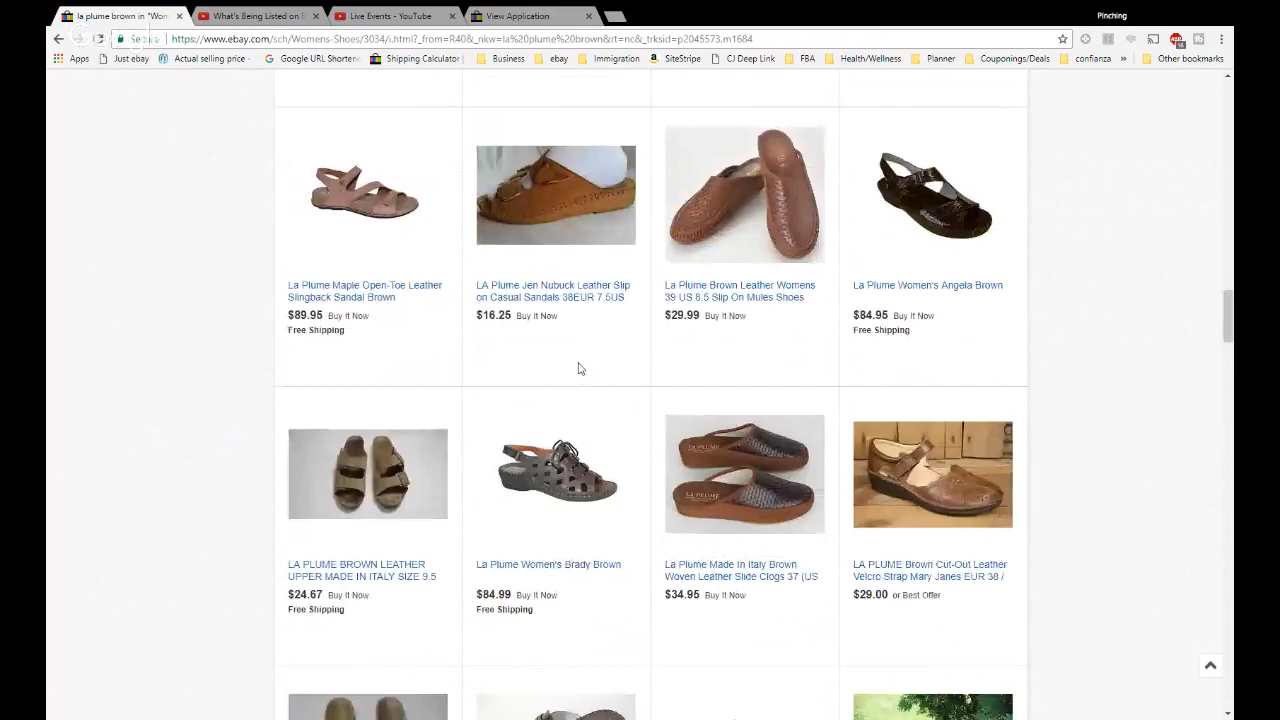 la plume brown in "Wom
What's Being Listed on E
Live Events - YouTube
View Application
Pinching
https://www.ebay.com/sch/Womens-Shoes/3034/i.html?_from=R40&_nkw=la%20plume%20brown&rt=nc&_trksid=p2045573.m1684
Apps
Just ebay
Actual selling price -
Google URL Shortene
Shipping Calculator |
Business
ebay
Immigration
SiteStripe
CJ Deep Link
FBA
Health/Wellness
Planner
Couponings/Deals
confianza
»
Other bookmarks
La Plume Maple Open-Toe Leather
Slingback Sandal Brown
$89.95 Buy It Now
Free Shipping
LA Plume Jen Nubuck Leather Slip
on Casual Sandals 38EUR 7.5US
$16.25 Buy It Now
La Plume Brown Leather Womens
39 US 8.5 Slip On Mules Shoes
$29.99 Buy It Now
La Plume Women's Angela Brown
$84.95 Buy It Now
Free Shipping
LA PLUME BROWN LEATHER
UPPER MADE IN ITALY SIZE 9.5
$24.67 Buy It Now
Free Shipping
La Plume Women's Brady Brown
$84.99 Buy It Now
Free Shipping
La Plume Made In Italy Brown
Woven Leather Slide Clogs 37 (US
$34.95 Buy It Now
LA PLUME Brown Cut-Out Leather
Velcro Strap Mary Janes EUR 38 /
$29.00 or Best Offer